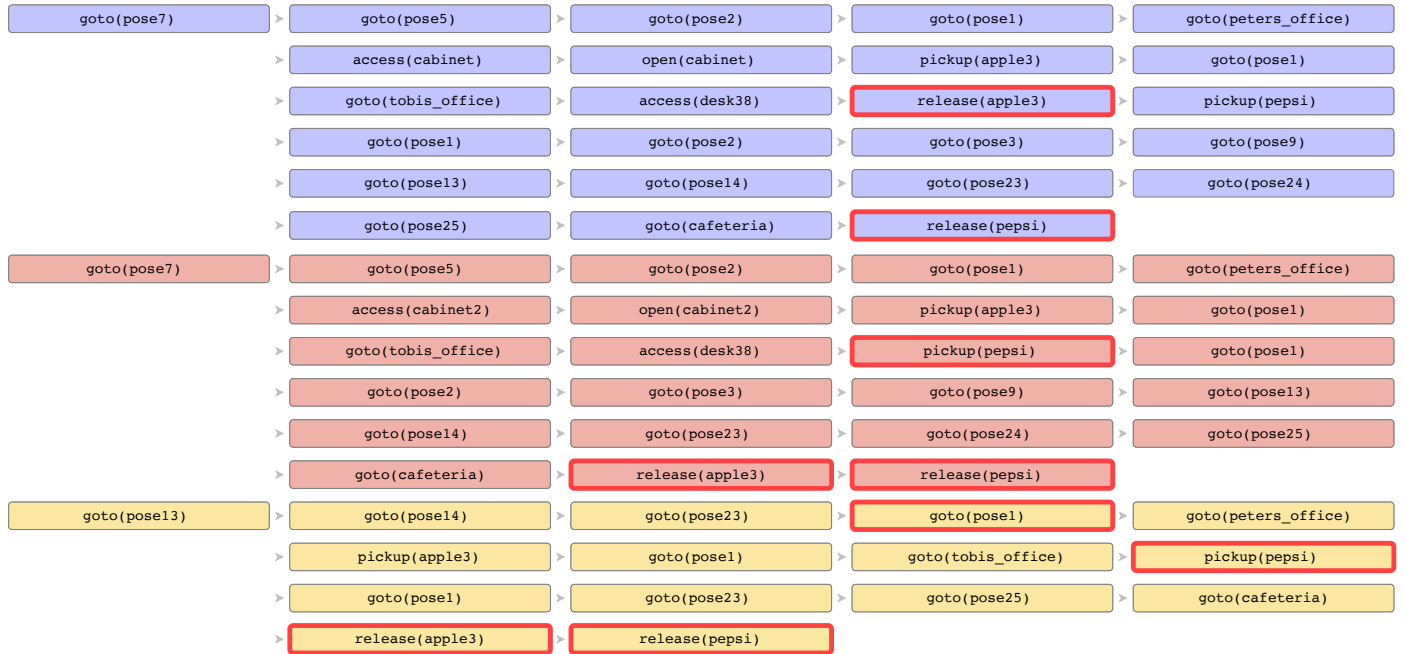 goto(pose7) goto(pose5) goto(pose2) goto(pose1) goto(peters_office)
access(cabinet) open(cabinet) pickup(apple3) goto(pose1)
goto(tobis_office) access(desk38) release(apple3) pickup(pepsi)
goto(pose1) goto(pose2) goto(pose3) goto(pose9)
goto(pose13) goto(pose14) goto(pose23) goto(pose24)
goto(pose25) goto(cafeteria) release(pepsi)
goto(pose7) goto(pose5) goto(pose2) goto(pose1) goto(peters_office)
access(cabinet2) open(cabinet2) pickup(apple3) goto(pose1)
goto(tobis_office) access(desk38) pickup(pepsi) goto(pose1)
goto(pose2) goto(pose3) goto(pose9) goto(pose13)
goto(pose14) goto(pose23) goto(pose24) goto(pose25)
goto(cafeteria) release(apple3) release(pepsi)
goto(pose13) goto(pose14) goto(pose23) goto(pose1) goto(peters_office)
pickup(apple3) goto(pose1) goto(tobis_office) pickup(pepsi)
goto(pose1) goto(pose23) goto(pose25) goto(cafeteria)
release(apple3) release(pepsi)